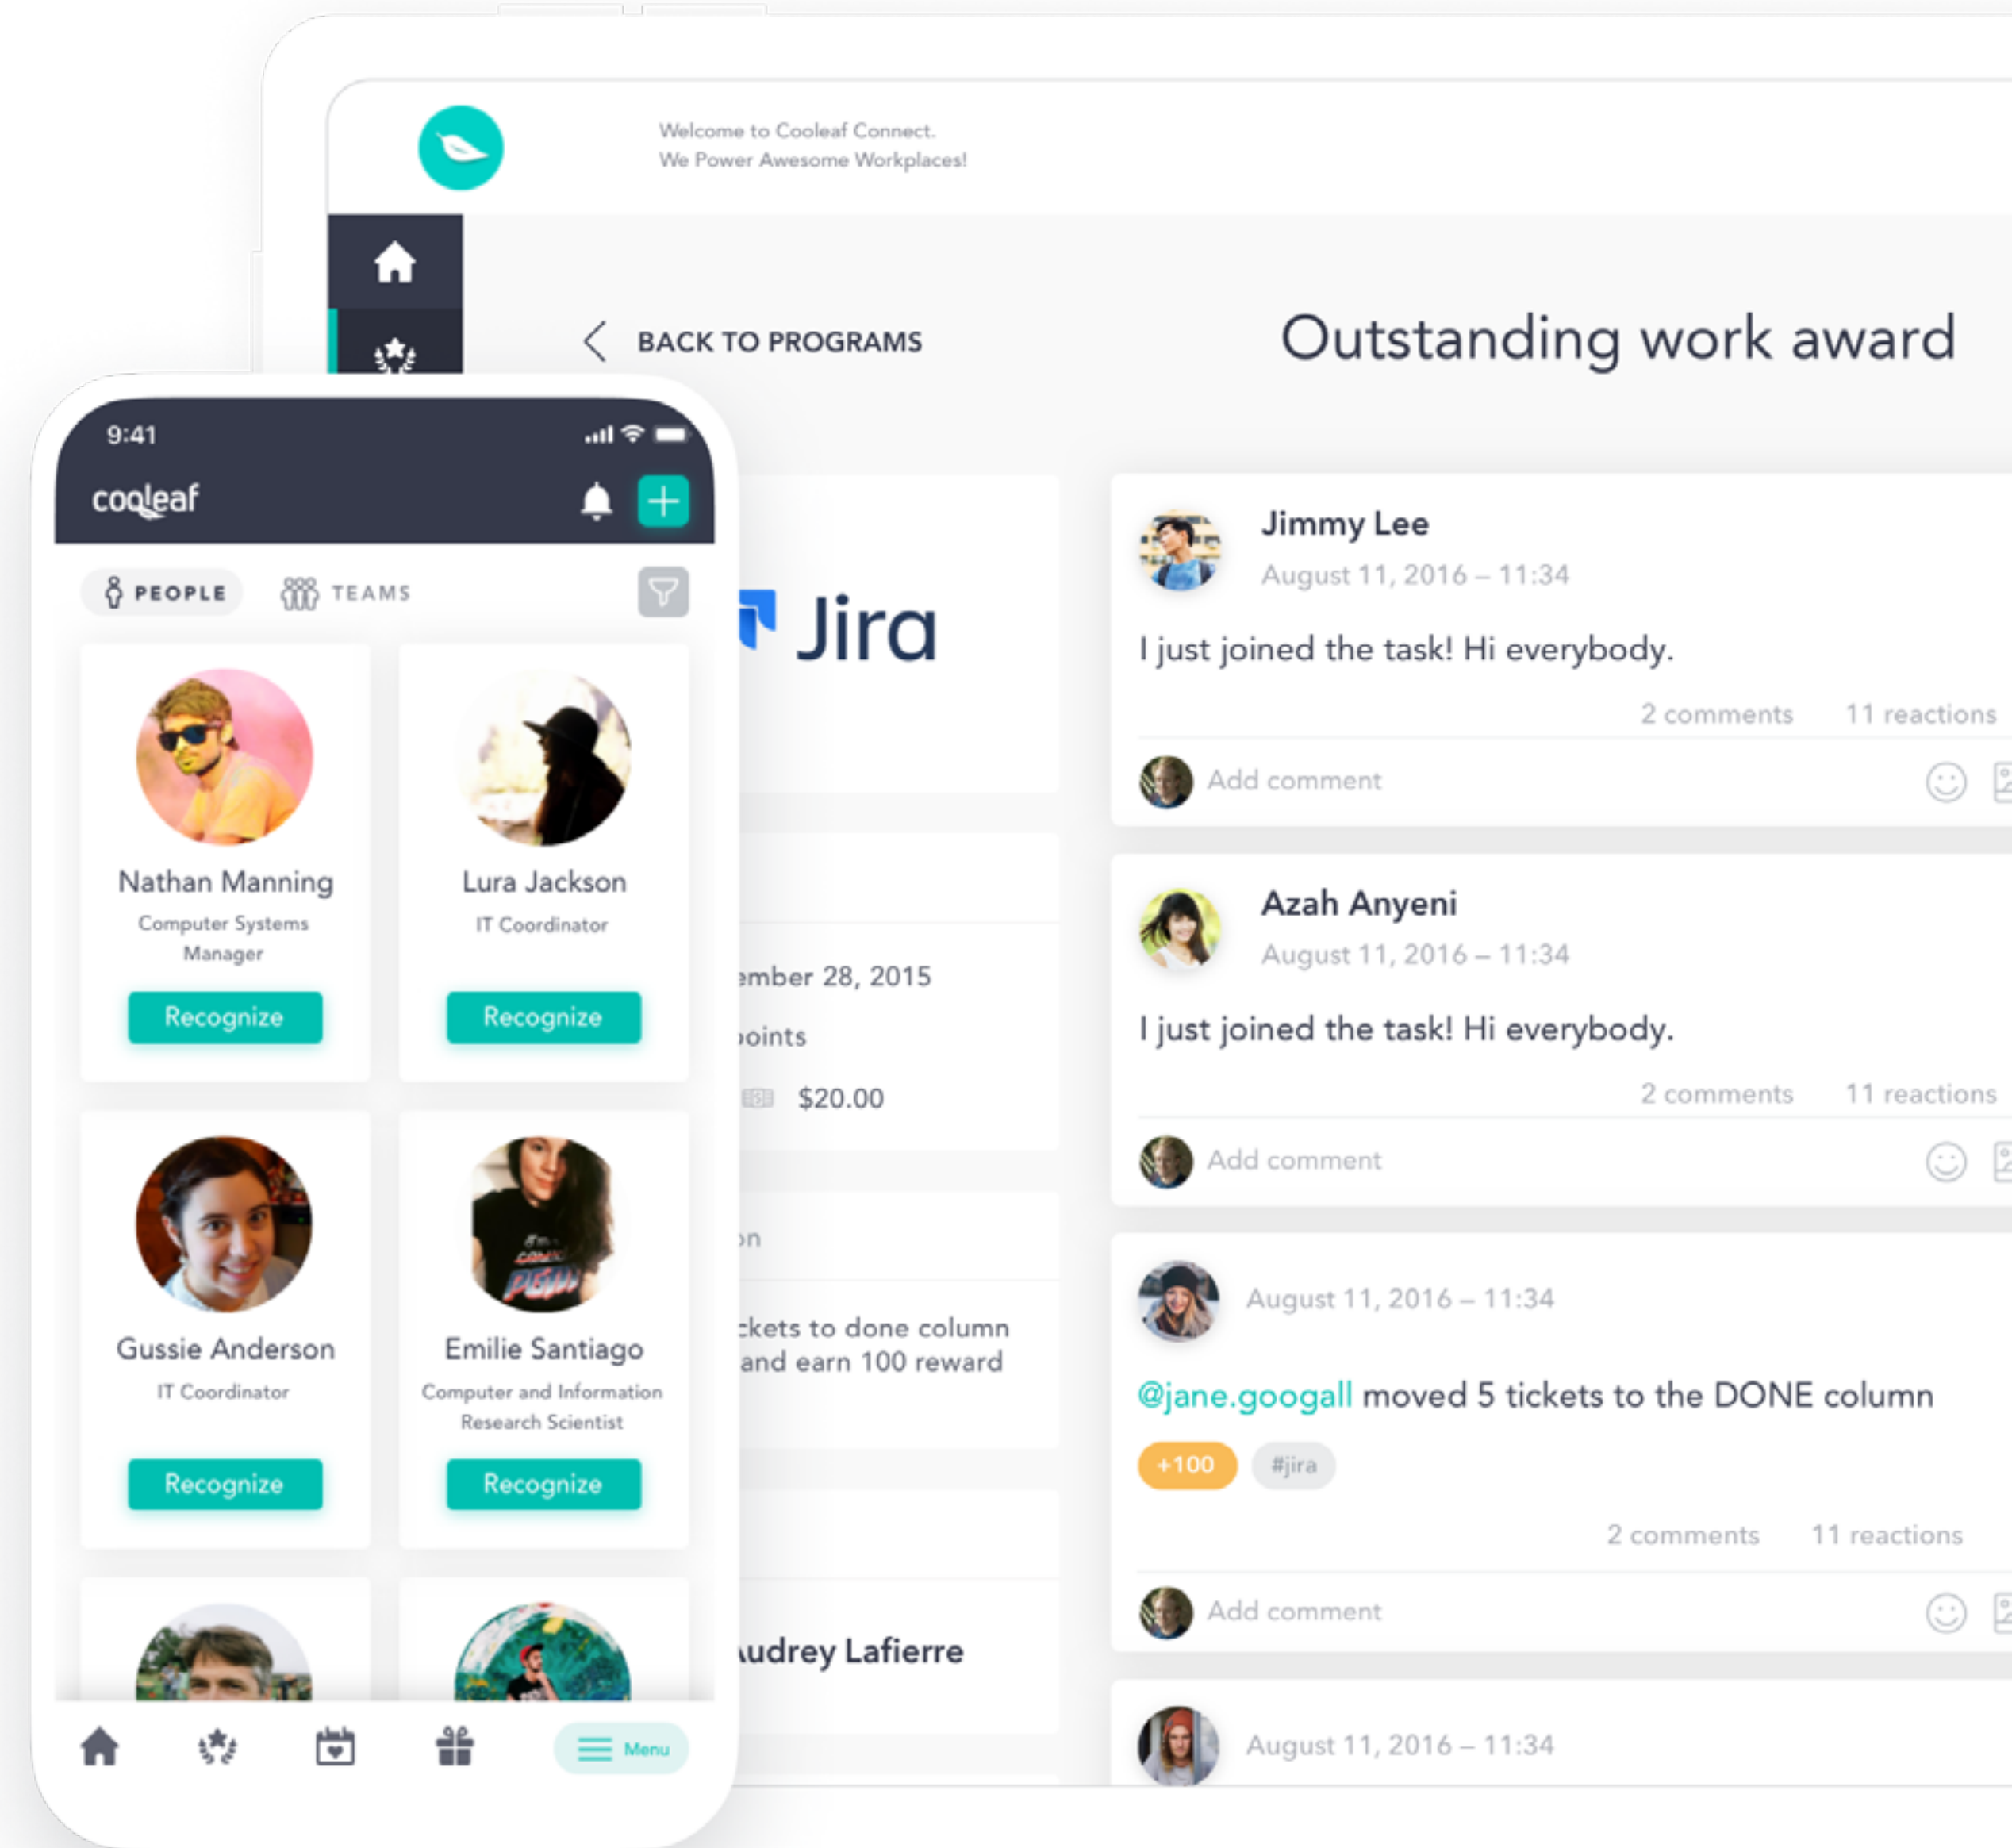 Welcome to Cooleaf Connect.
We Power Awesome Workplaces!
BACK TO PROGRAMS
Outstanding work award
9:41
cooleaf
PEOPLE
TEAMS
Nathan Manning
Computer Systems
Manager
Recognize
Lura Jackson
IT Coordinator
Recognize
Gussie Anderson
IT Coordinator
Recognize
Emilie Santiago
Computer and Information
Research Scientist
Recognize
Menu
Jira
ember 28, 2015
points
$20.00
on
ckets to done column
and earn 100 reward
Audrey Lafierre
Jimmy Lee
August 11, 2016 – 11:34
I just joined the task! Hi everybody.
2 comments 11 reactions
Add comment
Azah Anyeni
August 11, 2016 – 11:34
I just joined the task! Hi everybody.
2 comments 11 reactions
Add comment
August 11, 2016 – 11:34
@jane.googall moved 5 tickets to the DONE column
+100 #jira
2 comments 11 reactions
Add comment
August 11, 2016 – 11:34